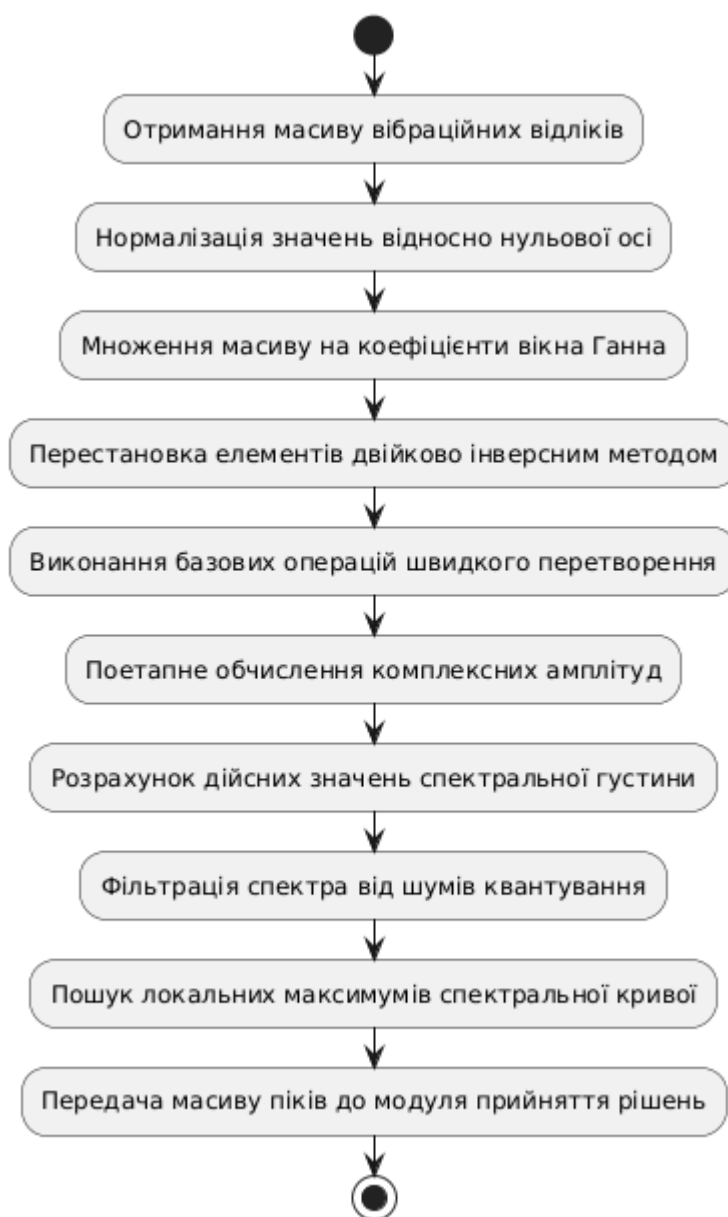 Отримання масиву вібраційних відліків
Нормалізація значень відносно нульової осі
Множення масиву на коефіцієнти вікна Ганна
Перестановка елементів двійково інверсним методом
Виконання базових операцій швидкого перетворення
Поетапне обчислення комплексних амплітуд
Розрахунок дійсних значень спектральної густини
Фільтрація спектра від шумів квантування
Пошук локальних максимумів спектральної кривої
Передача масиву піків до модуля прийняття рішень